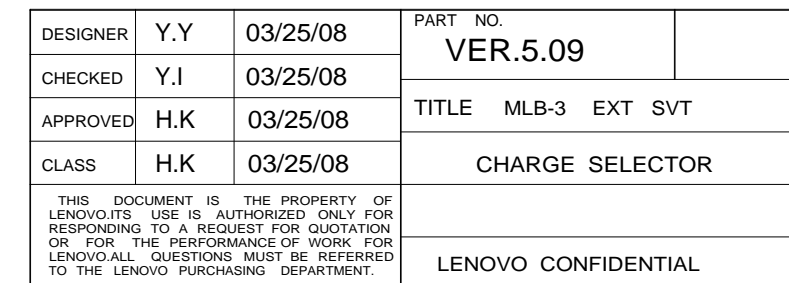 DESIGNER Y.Y 03/25/08
CHECKED Y.I 03/25/08
APPROVED H.K 03/25/08
CLASS H.K 03/25/08
THIS DOCUMENT IS THE PROPERTY OF
LENOVO.ITS USE IS AUTHORIZED ONLY FOR
RESPONDING TO A REQUEST FOR QUOTATION
OR FOR THE PERFORMANCE OF WORK FOR
LENOVO.ALL QUESTIONS MUST BE REFERRED
TO THE LENOVO PURCHASING DEPARTMENT.
PART NO.
VER.5.09
TITLE MLB-3 EXT SVT
CHARGE SELECTOR
LENOVO CONFIDENTIAL